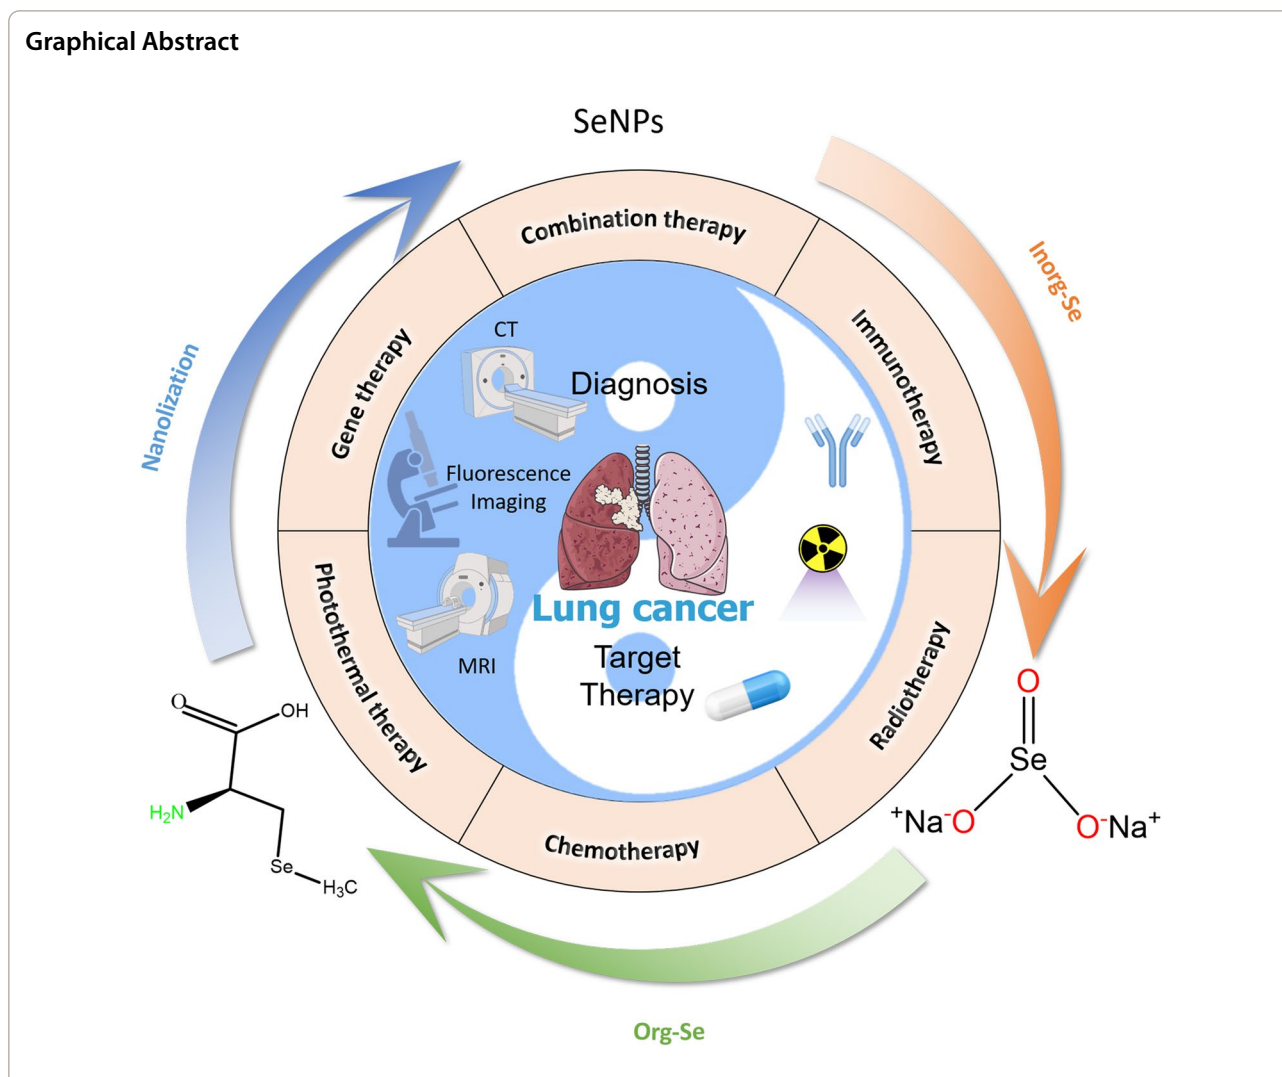 Graphical Abstract
SeNPs
Combination therapy
Inorg-Se
Immunotherapy
Gene therapy
Nanolization
CT
Diagnosis
Fluorescence
Imaging
Lung cancer
MRI
Target
Therapy
Photothermal therapy
Radiotherapy
Chemotherapy
O
OH
H₂N
Se
H₃C
O
Se
⁺Na⁻O
O⁻Na⁺
Org-Se